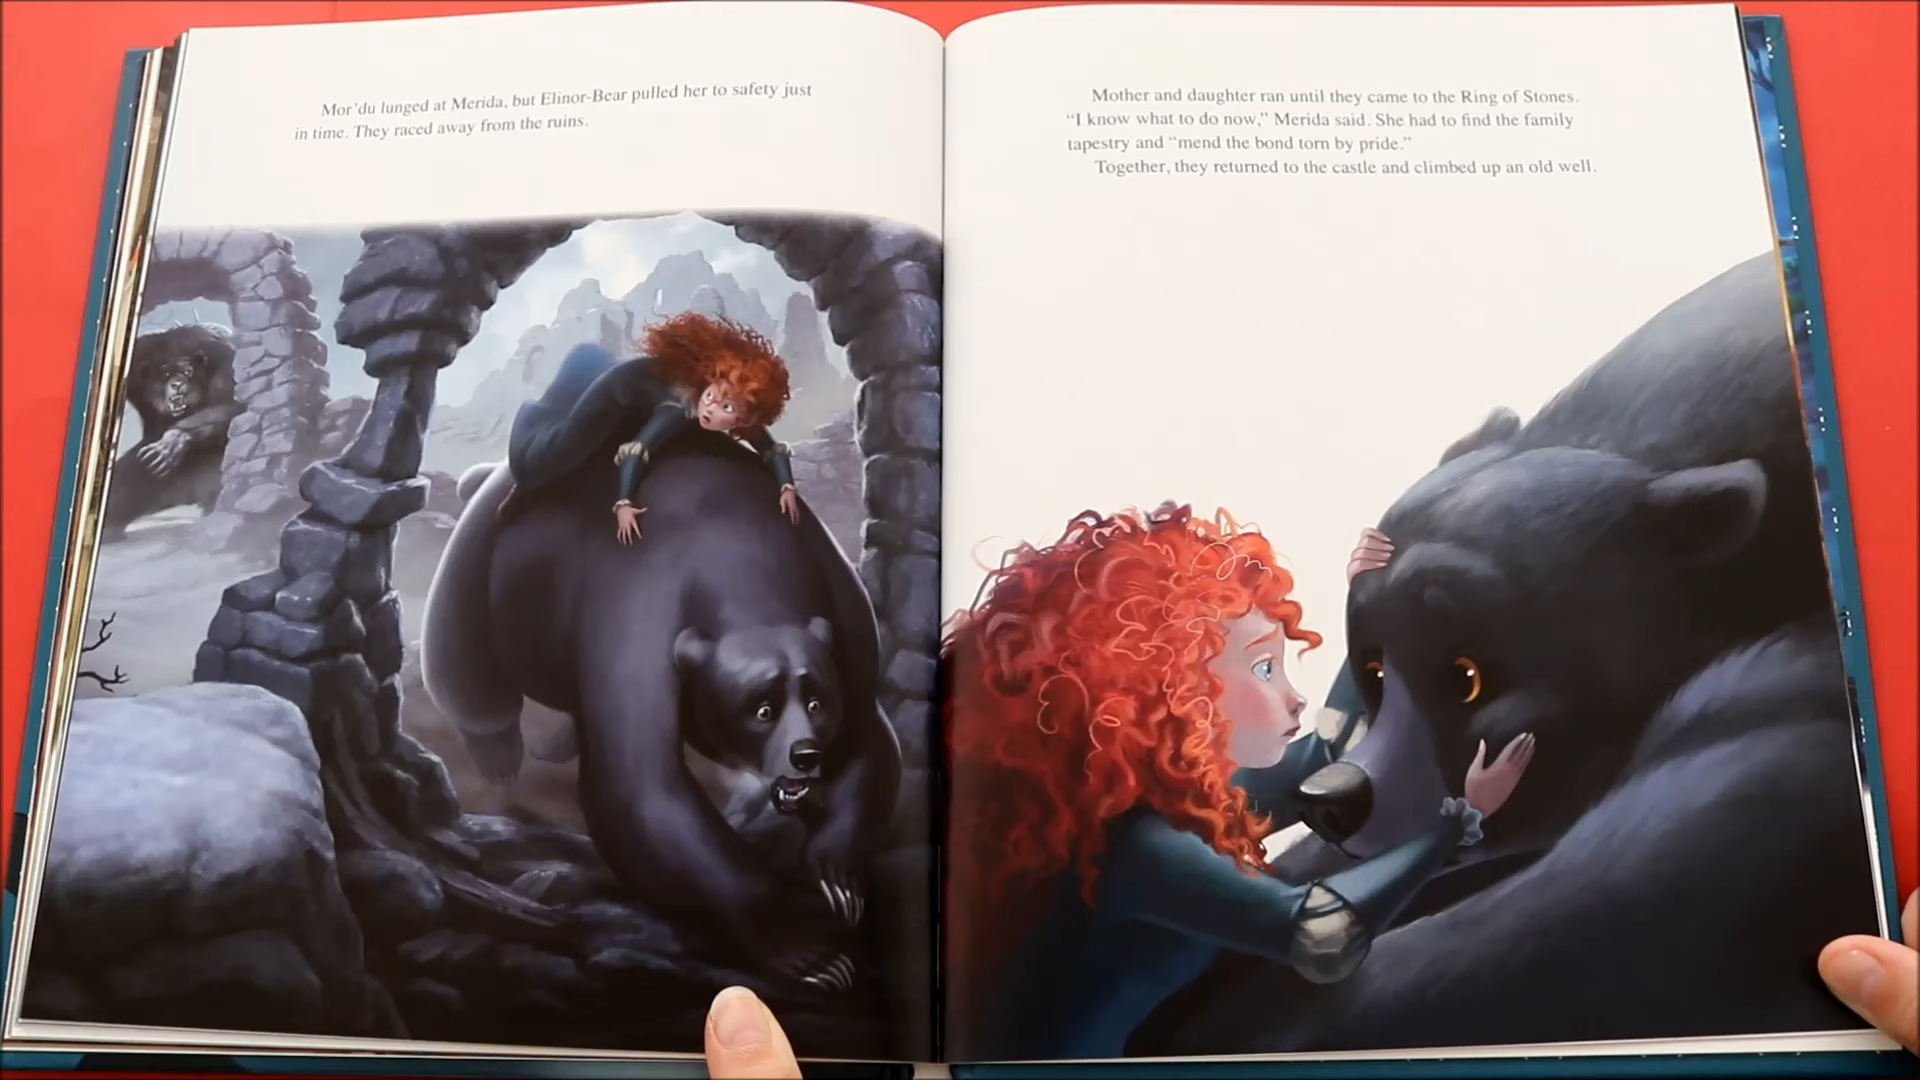 Mor'du lunged at Merida, but Elinor-Bear pulled her to safety just
in time. They raced away from the ruins.
Mother and daughter ran until they came to the Ring of Stones.
“I know what to do now,” Merida said. She had to find the family
tapestry and “mend the bond torn by pride.”
Together, they returned to the castle and climbed up an old well.